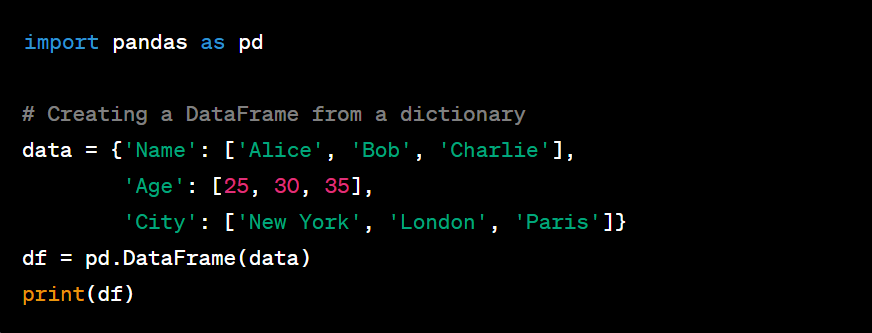 import pandas as pd
# Creating a DataFrame from a dictionary
data = {'Name': ['Alice', 'Bob', 'Charlie'],
        'Age': [25, 30, 35],
        'City': ['New York', 'London', 'Paris']}
df = pd.DataFrame(data)
print(df)